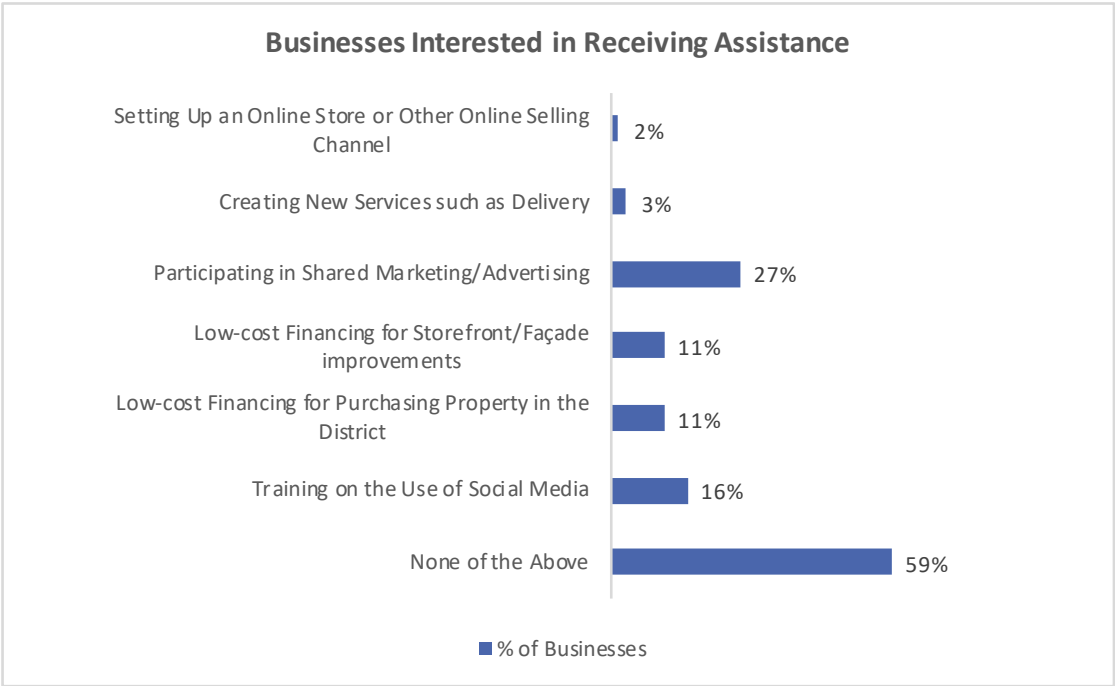 Businesses Interested in Receiving Assistance
Setting Up an Online Store or Other Online Selling
Channel
2%
Creating New Services such as Delivery
3%
Participating in Shared Marketing/Advertising
27%
Low-cost Financing for Storefront/Façade
improvements
11%
Low-cost Financing for Purchasing Property in the
District
11%
Training on the Use of Social Media
16%
None of the Above
59%
% of Businesses